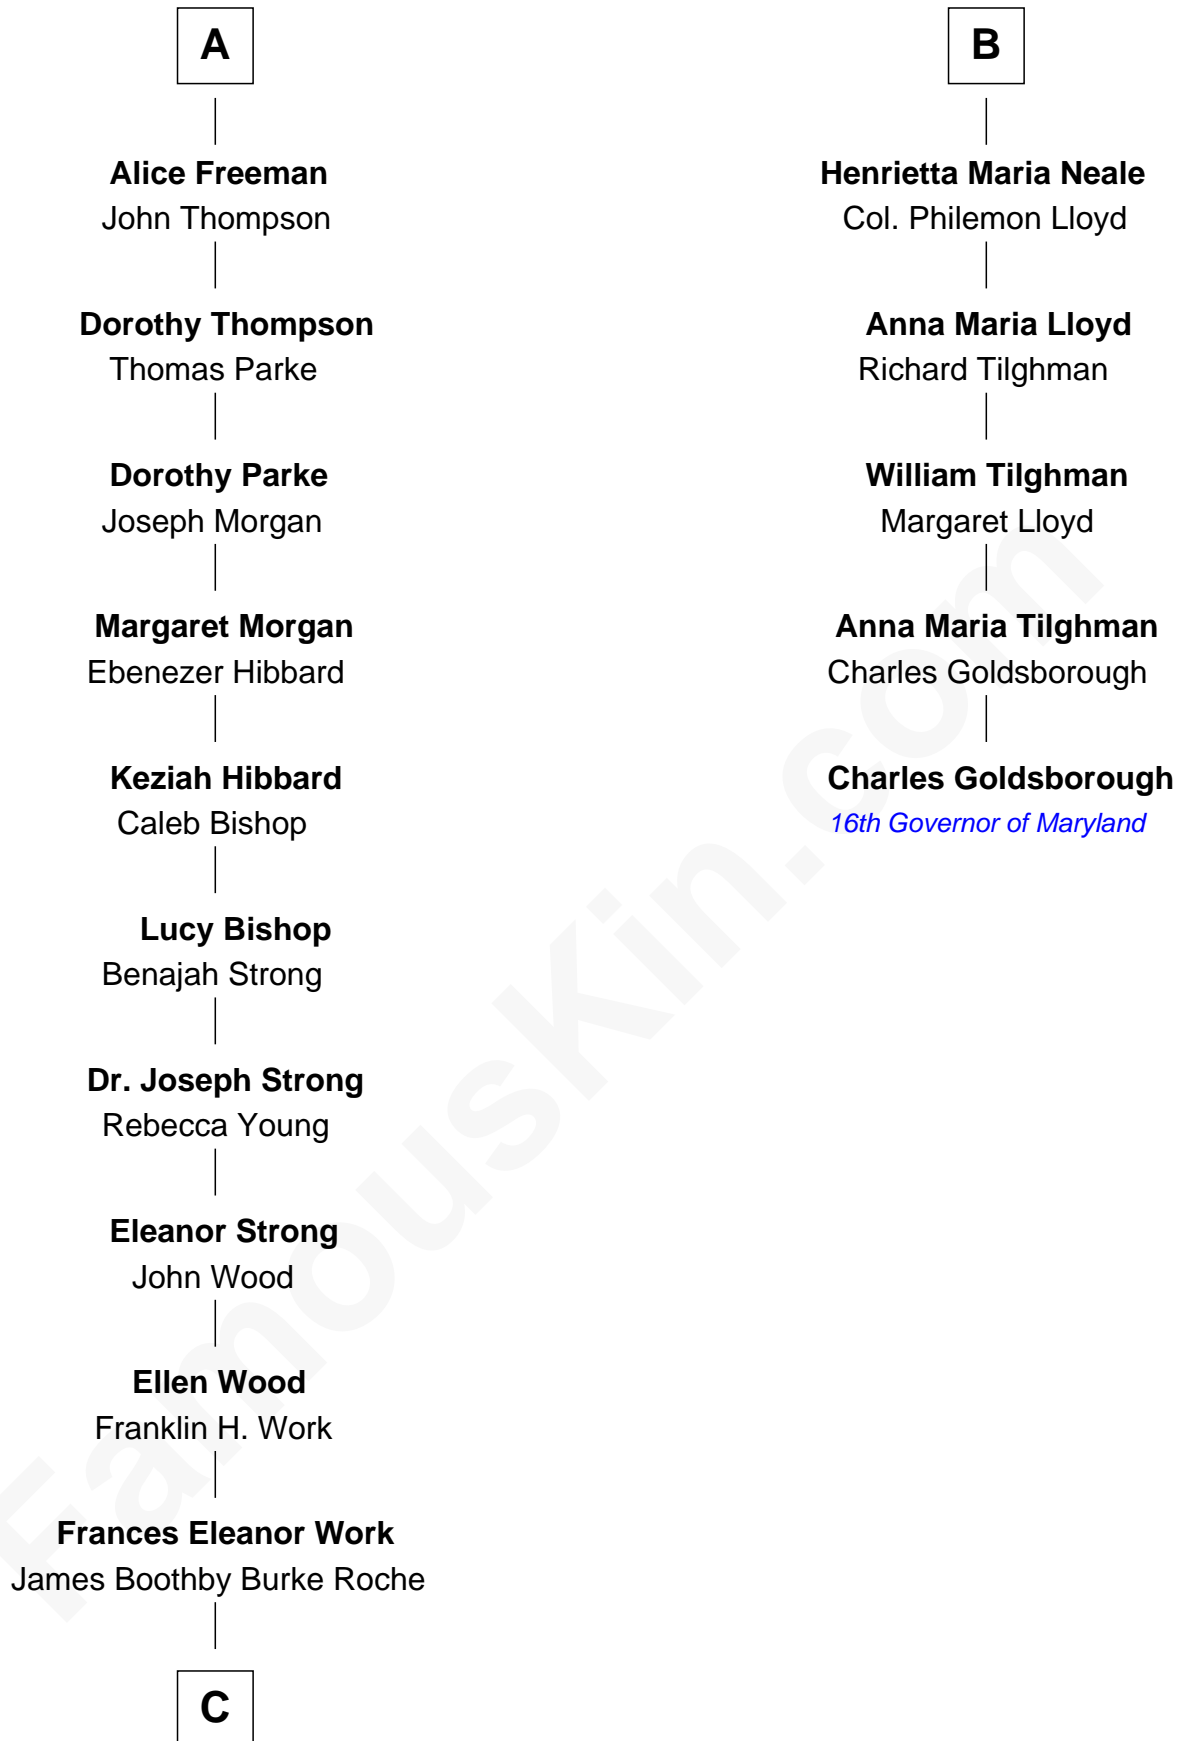 A
Alice Freeman
John Thompson
Dorothy Thompson
Thomas Parke
Dorothy Parke
Joseph Morgan
Margaret Morgan
Ebenezer Hibbard
Keziah Hibbard
Caleb Bishop
Lucy Bishop
Benajah Strong
Dr. Joseph Strong
Rebecca Young
Eleanor Strong
John Wood
Ellen Wood
Franklin H. Work
Frances Eleanor Work
James Boothby Burke Roche
C
B
Henrietta Maria Neale
Col. Philemon Lloyd
Anna Maria Lloyd
Richard Tilghman
William Tilghman
Margaret Lloyd
Anna Maria Tilghman
Charles Goldsborough
Charles Goldsborough
16th Governor of Maryland
FamousKin.com